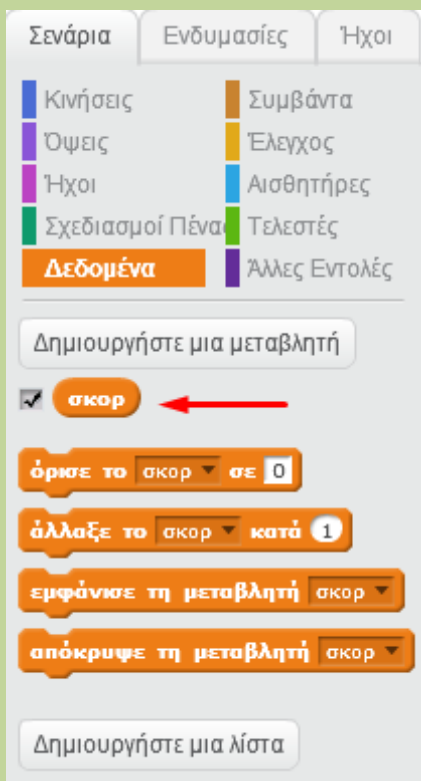 Σενάρια Ενδυμασίες Ήχοι
Κινήσεις Συμβάντα
Όψεις Έλεγχος
Ήχοι Αισθητήρες
Σχεδιασμοί Πένας Τελεστές
Δεδομένα Άλλες Εντολές
Δημιουργήστε μια μεταβλητή
σκορ
όρισε το σκορ σε 0
άλλαξε το σκορ κατά 1
εμφάνισε τη μεταβλητή σκορ
απόκρυψε τη μεταβλητή σκορ
Δημιουργήστε μια λίστα